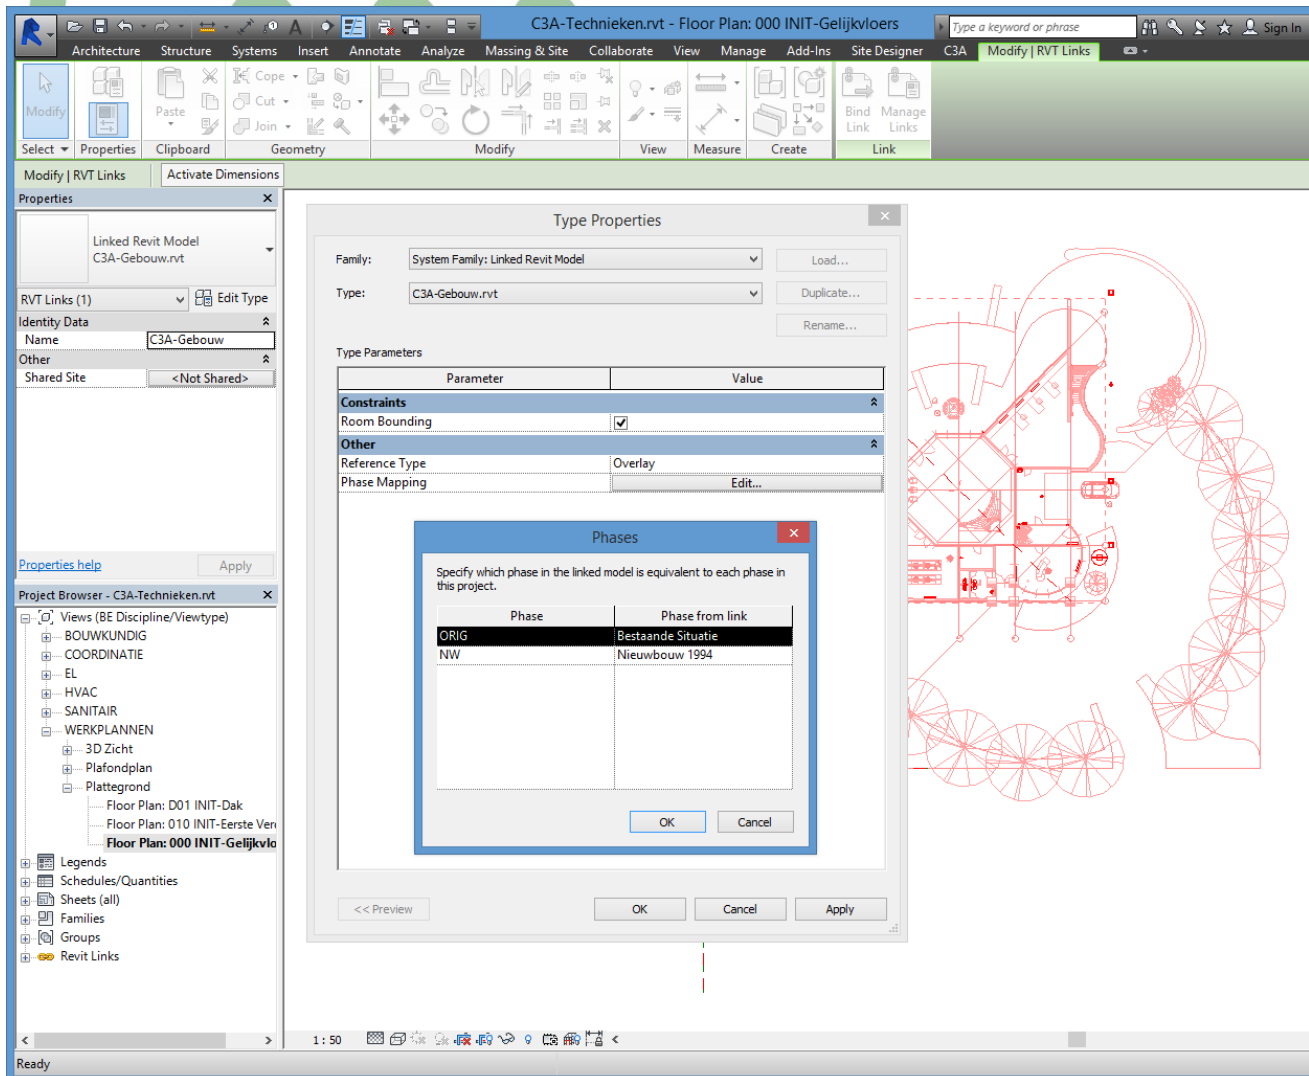 C3A-Technieken.rvt - Floor Plan: 000 INIT-Gelijkvloers
Type a keyword or phrase
Sign In
Architecture Structure Systems Insert Annotate Analyze Massing & Site Collaborate View Manage Add-Ins Site Designer C3A Modify | RVT Links
Modify
Paste
Cope
Cut
Join
Bind Link
Manage Links
Select Properties Clipboard Geometry Modify View Measure Create Link
Modify | RVT Links Activate Dimensions
Properties
Linked Revit Model
C3A-Gebouw.rvt
RVT Links (1) Edit Type
Identity Data
Name C3A-Gebouw
Other
Shared Site <Not Shared>
Properties help Apply
Project Browser - C3A-Technieken.rvt
Views (BE Discipline/Viewtype)
BOUWKUNDIG
COORDINATIE
EL
HVAC
SANITAIR
WERKPLANNEN
3D Zicht
Plafondplan
Plattegrond
Floor Plan: D01 INIT-Dak
Floor Plan: 010 INIT-Eerste Ver
Floor Plan: 000 INIT-Gelijkvlo
Legends
Schedules/Quantities
Sheets (all)
Families
Groups
Revit Links
Type Properties
Family: System Family: Linked Revit Model Load...
Type: C3A-Gebouw.rvt Duplicate...
Rename...
Type Parameters
Parameter Value
Constraints
Room Bounding
Other
Reference Type Overlay
Phase Mapping Edit...
Phases
Specify which phase in the linked model is equivalent to each phase in
this project.
Phase Phase from link
ORIG Bestaande Situatie
NW Nieuwbouw 1994
OK Cancel
<< Preview OK Cancel Apply
1 : 50
Ready